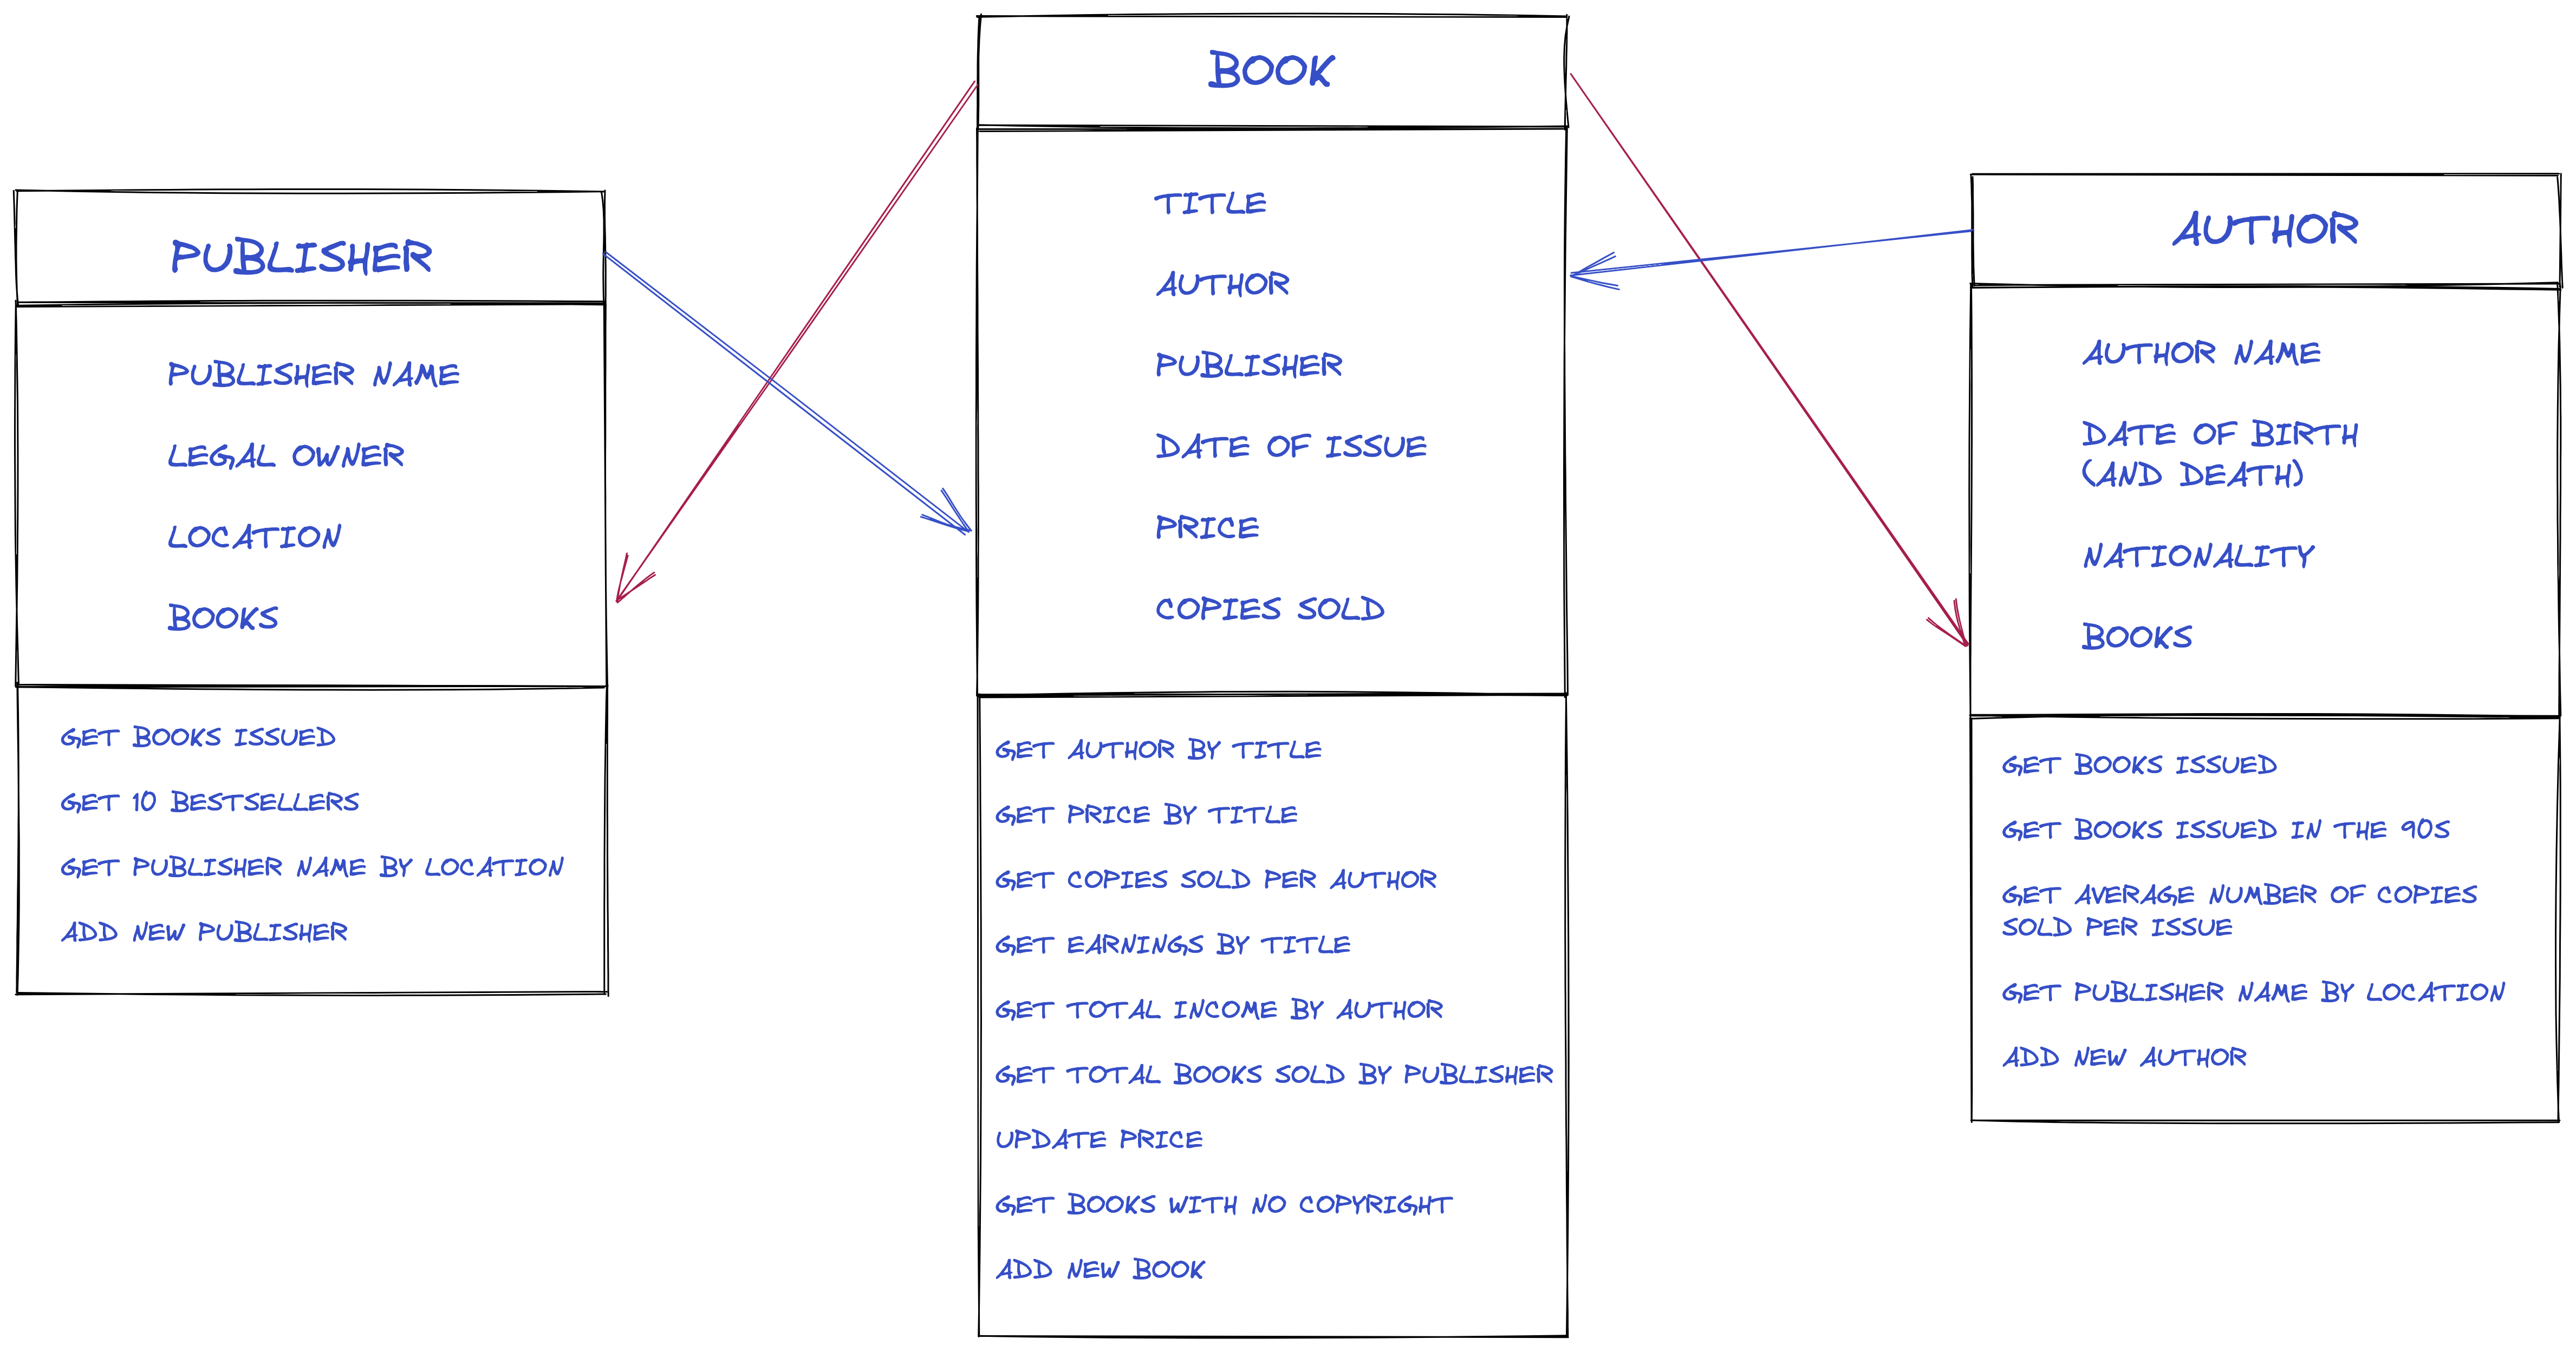 PUBLISHER
PUBLISHER NAME
LEGAL OWNER
LOCATION
BOOKS
GET BOOKS ISSUED
GET 10 BESTSELLERS
GET PUBLISHER NAME BY LOCATION
ADD NEW PUBLISHER
BOOK
TITLE
AUTHOR
PUBLISHER
DATE OF ISSUE
PRICE
COPIES SOLD
GET AUTHOR BY TITLE
GET PRICE BY TITLE
GET COPIES SOLD PER AUTHOR
GET EARNINGS BY TITLE
GET TOTAL INCOME BY AUTHOR
GET TOTAL BOOKS SOLD BY PUBLISHER
UPDATE PRICE
GET BOOKS WITH NO COPYRIGHT
ADD NEW BOOK
AUTHOR
AUTHOR NAME
DATE OF BIRTH
(AND DEATH)
NATIONALITY
BOOKS
GET BOOKS ISSUED
GET BOOKS ISSUED IN THE 90S
GET AVERAGE NUMBER OF COPIES
SOLD PER ISSUE
GET PUBLISHER NAME BY LOCATION
ADD NEW AUTHOR